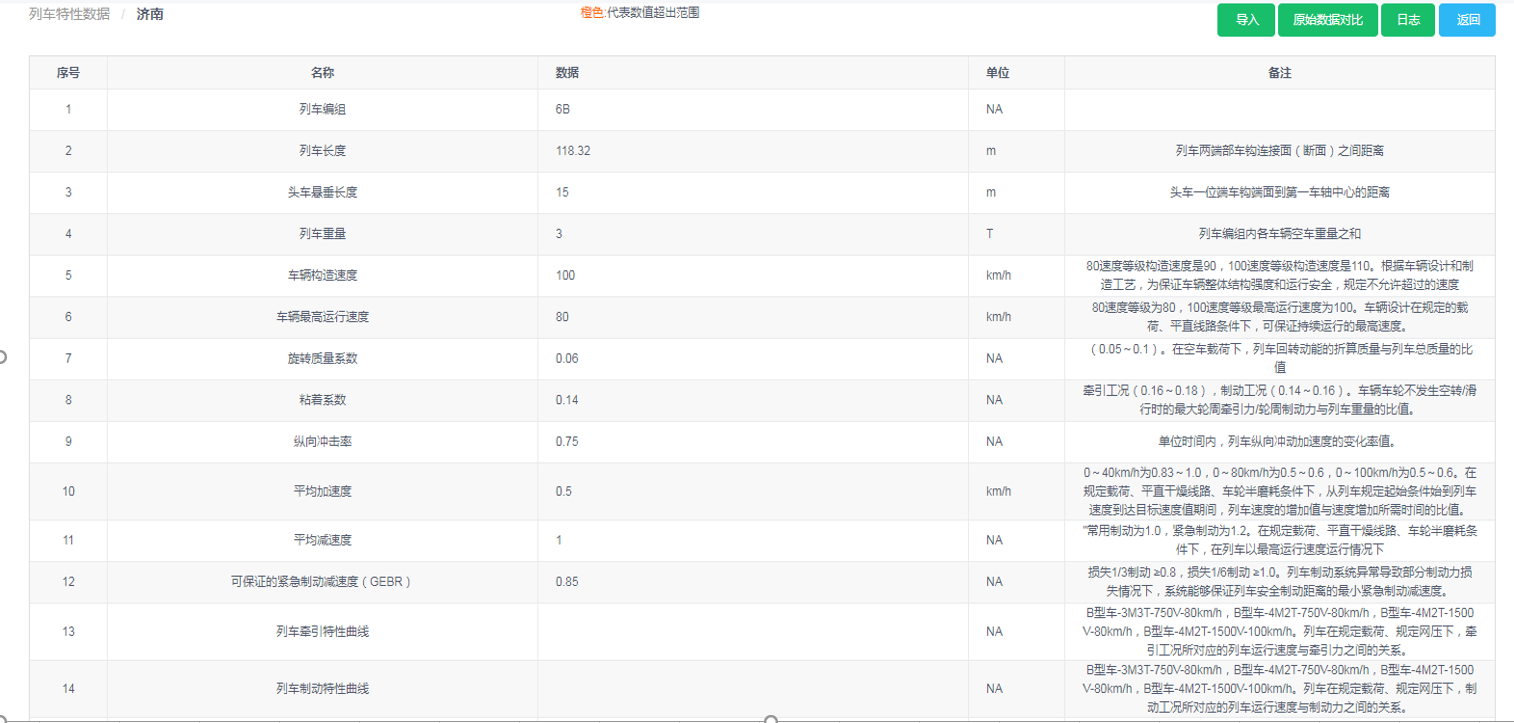 列车特性数据 / 济南
橙色:代表数值超出范围
导入 原始数据对比 日志 返回
序号 名称 数据 单位 备注
1 列车编组 6B NA
2 列车长度 118.32 m 列车两端部车钩连接面（断面）之间距离
3 头车悬垂长度 15 m 头车一位端车钩端面到第一车轴中心的距离
4 列车重量 3 T 列车编组内各车辆空车重量之和
5 车辆构造速度 100 km/h 80速度等级构造速度是90，100速度等级构造速度是110。根据车辆设计和制
造工艺，为保证车辆整体结构强度和运行安全，规定不允许超过的速度
6 车辆最高运行速度 80 km/h 80速度等级为80，100速度等级最高运行速度为100。车辆设计在规定的载
荷、平直线路条件下，可保证持续运行的最高速度。
7 旋转质量系数 0.06 NA （0.05～0.1）。在空车载荷下，列车回转动能的折算质量与列车总质量的比
值
8 粘着系数 0.14 NA 牵引工况（0.16～0.18），制动工况（0.14～0.16）。车辆车轮不发生空转/滑
行时的最大轮周牵引力/轮周制动力与列车重量的比值。
9 纵向冲击率 0.75 NA 单位时间内，列车纵向冲动加速度的变化率值。
10 平均加速度 0.5 km/h 0～40km/h为0.83～1.0，0～80km/h为0.5～0.6，0～100km/h为0.5～0.6。在
规定载荷、平直干燥线路、车轮半磨耗条件下，从列车规定起始条件始到列车
速度到达目标速度值期间，列车速度的增加值与速度增加所需时间的比值。
11 平均减速度 1 NA "常用制动为1.0，紧急制动为1.2。在规定载荷、平直干燥线路、车轮半磨耗条
件下，在列车以最高运行速度运行情况下
12 可保证的紧急制动减速度（GEBR） 0.85 NA 损失1/3制动 ≥0.8，损失1/6制动 ≥1.0。列车制动系统异常导致部分制动力损
失情况下，系统能够保证列车安全制动距离的最小紧急制动减速度。
13 列车牵引特性曲线 NA B型车-3M3T-750V-80km/h，B型车-4M2T-750V-80km/h，B型车-4M2T-1500
V-80km/h，B型车-4M2T-1500V-100km/h。列车在规定载荷、规定网压下，牵
引工况所对应的列车运行速度与牵引力之间的关系。
14 列车制动特性曲线 NA B型车-3M3T-750V-80km/h，B型车-4M2T-750V-80km/h，B型车-4M2T-1500
V-80km/h，B型车-4M2T-1500V-100km/h。列车在规定载荷、规定网压下，制
动工况所对应的列车运行速度与制动力之间的关系。